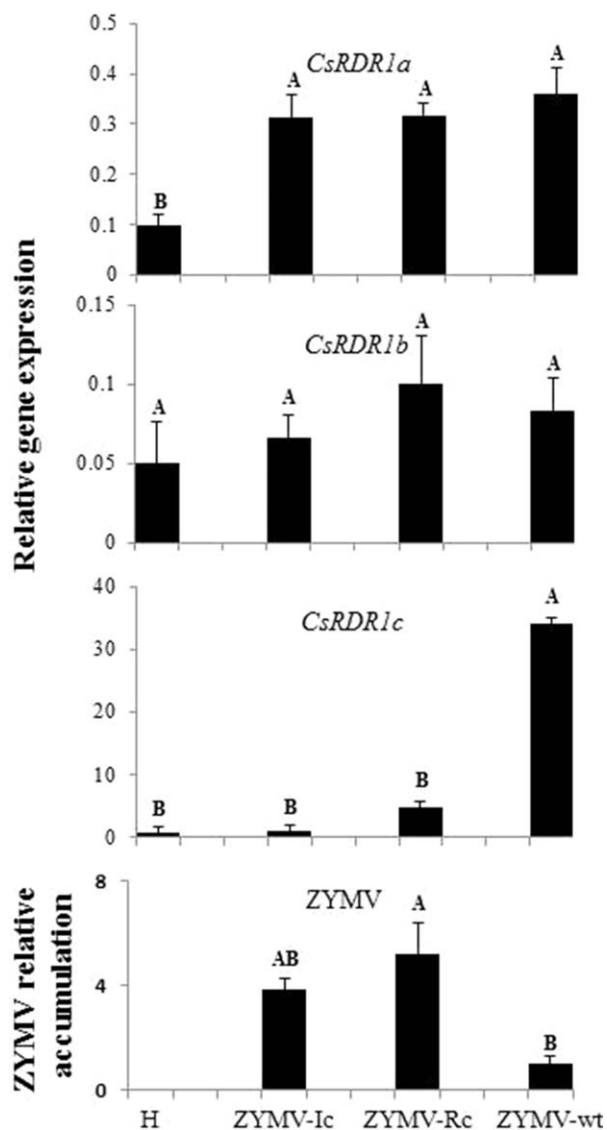 Relative gene expression
0.5
0.4
0.3
0.2
0.1
0
CsRDR1a
B
A
A
A
0.15
0.1
0.05
0
CsRDR1b
A
A
A
A
40
30
20
10
0
CsRDR1c
B
B
B
A
ZYMV relative
accumulation
8
4
0
ZYMV
AB
A
B
H
ZYMV-Ic
ZYMV-Rc
ZYMV-wt